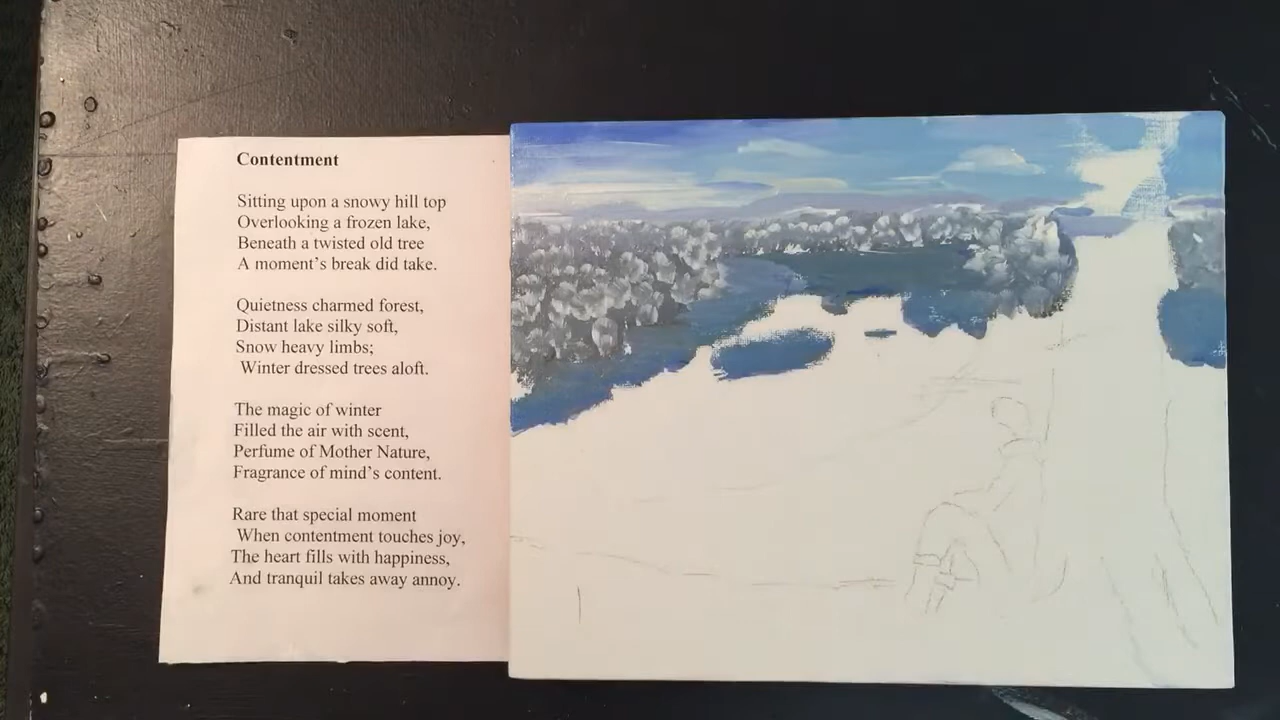 Contentment
Sitting upon a snowy hill top
Overlooking a frozen lake,
Beneath a twisted old tree
A moment's break did take.
Quietness charmed forest,
Distant lake silky soft,
Snow heavy limbs;
Winter dressed trees aloft.
The magic of winter
Filled the air with scent,
Perfume of Mother Nature,
Fragrance of mind's content.
Rare that special moment
When contentment touches joy,
The heart fills with happiness,
And tranquil takes away annoy.